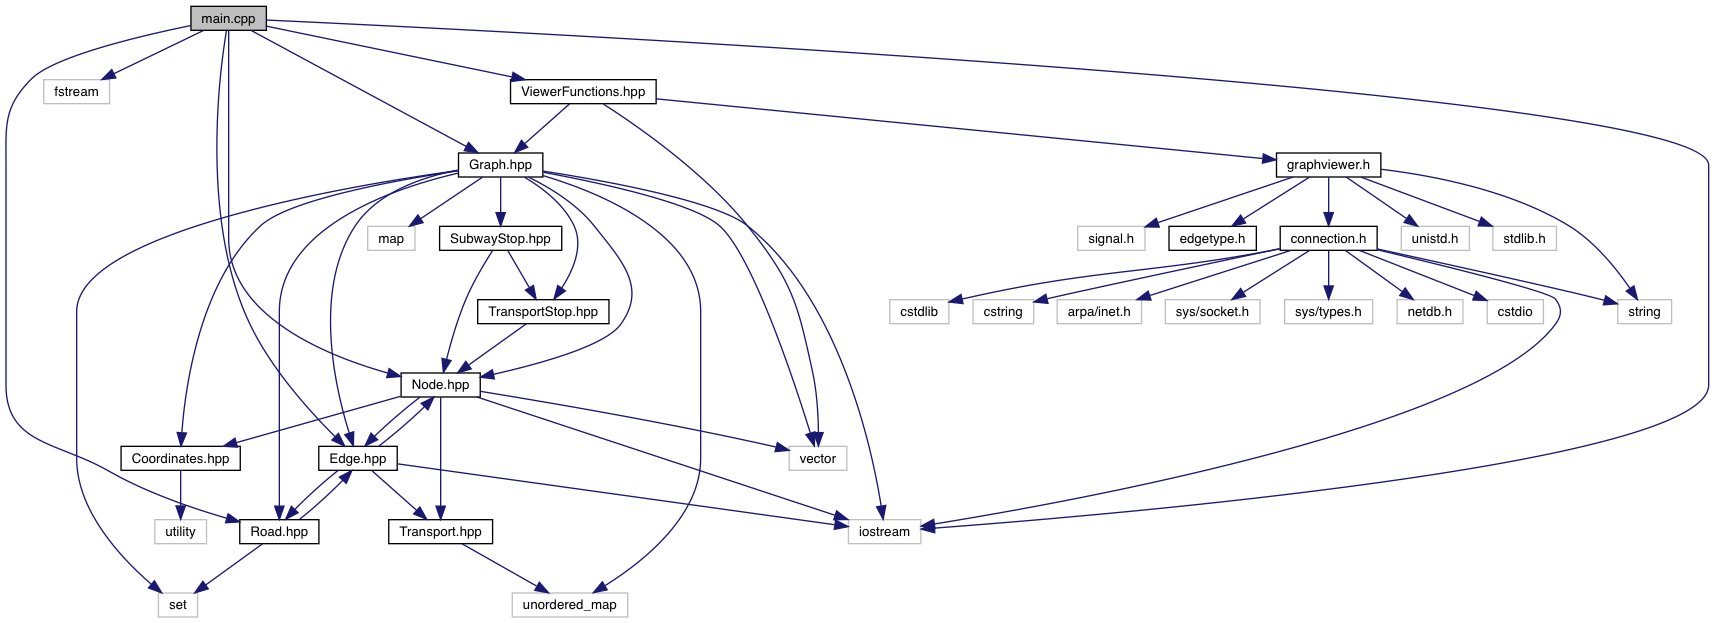 main.cpp
fstream
ViewerFunctions.hpp
Graph.hpp
graphviewer.h
map
SubwayStop.hpp
signal.h
edgetype.h
connection.h
unistd.h
stdlib.h
TransportStop.hpp
cstdlib
cstring
arpa/inet.h
sys/socket.h
sys/types.h
netdb.h
cstdio
string
Node.hpp
Coordinates.hpp
Edge.hpp
vector
utility
Road.hpp
Transport.hpp
iostream
set
unordered_map